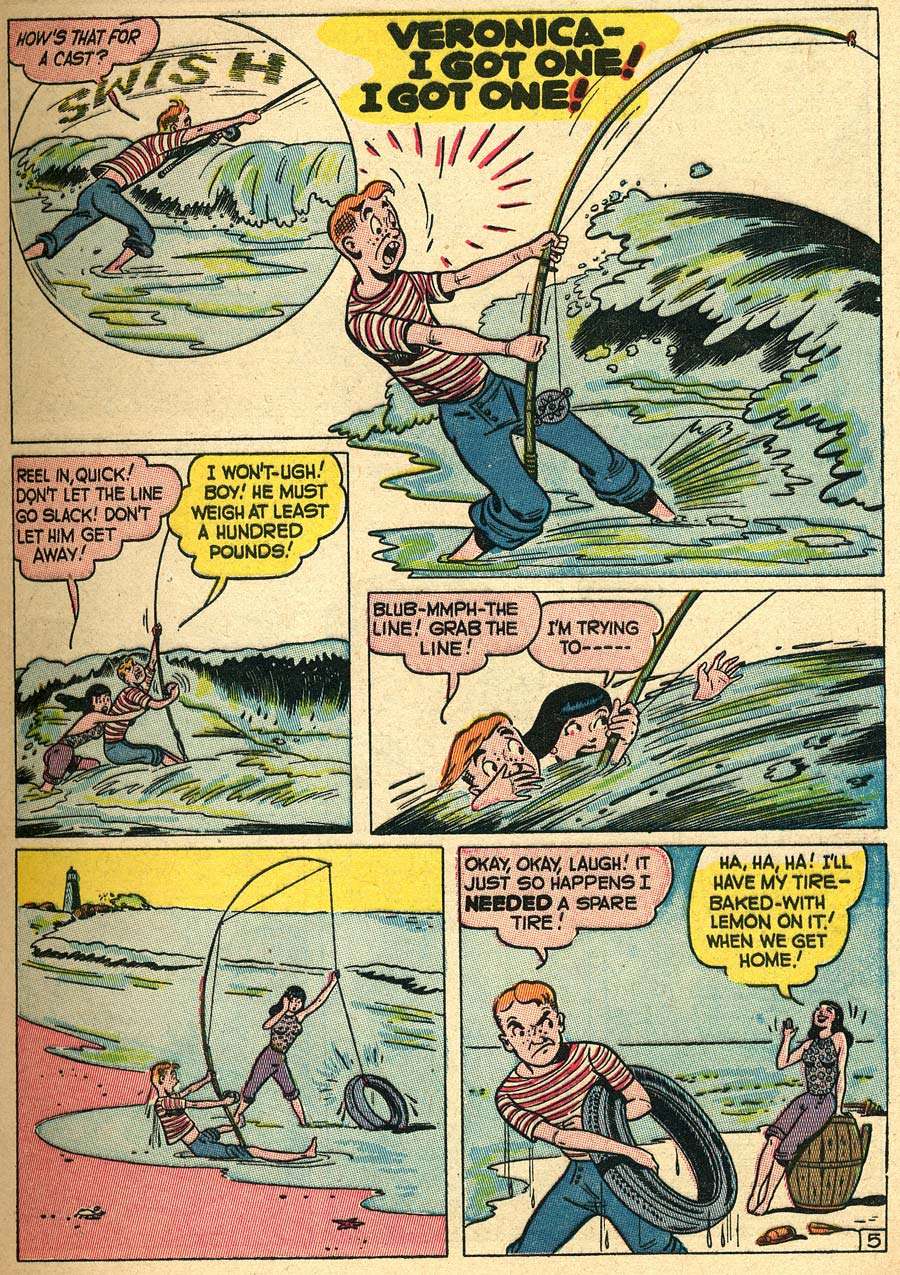 HOW'S THAT FOR
A CAST?
SWISH
VERONICA-
I GOT ONE!
I GOT ONE!
REEL IN, QUICK!
DON'T LET THE LINE
GO SLACK! DON'T
LET HIM GET
AWAY!
I WON'T-UGH!
BOY! HE MUST
WEIGH AT LEAST
A HUNDRED
POUNDS!
BLUB-MMPH-THE
LINE! GRAB THE
LINE!
I'M TRYING
TO-----
OKAY, OKAY, LAUGH! IT
JUST SO HAPPENS I
NEEDED A SPARE
TIRE!
HA, HA, HA! I'LL
HAVE MY TIRE-
BAKED-WITH
LEMON ON IT!
WHEN WE GET
HOME!
5